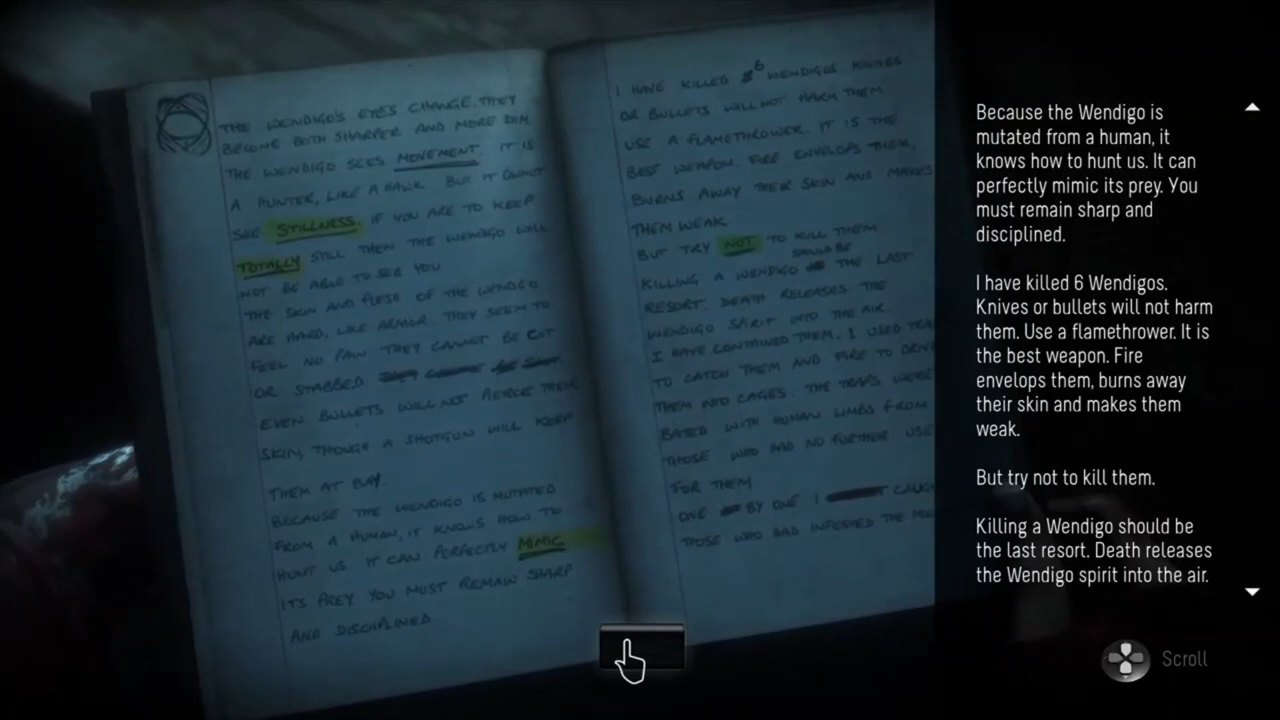 THE WENDIGO'S EYES CHANGE. THEY
BECOME BOTH SHARPER AND MORE DIM
THE WENDIGO SEES MOVEMENT. IT IS
A HUNTER, LIKE A HAWK. BUT IT CANNOT
SEE STILLNESS. IF YOU ARE TO KEEP
TOTALLY STILL THEN THE WENDIGO WILL
NOT BE ABLE TO SEE YOU
THE SKIN AND FLESH OF THE WENDIGO
ARE HARD, LIKE ARMOR. THEY SEEM TO
FEEL NO PAIN THEY CANNOT BE CUT
OR STABBED
EVEN BULLETS WILL NOT PIERCE THEIR
SKIN, THOUGH A SHOTGUN WILL KEEP
THEM AT BAY
BECAUSE THE WENDIGO IS MUTATED
FROM A HUMAN, IT KNOWS HOW TO
HUNT US. IT CAN PERFECTLY MIMIC
ITS PREY YOU MUST REMAIN SHARP
AND DISCIPLINED
I HAVE KILLED 6 WENDIGOS KNIVES
OR BULLETS WILL NOT HARM THEM
USE A FLAMETHROWER. IT IS THE
BEST WEAPON. FIRE ENVELOPS THEM,
BURNS AWAY THEIR SKIN AND MAKES
THEM WEAK
BUT TRY NOT TO KILL THEM
KILLING A WENDIGO SHOULD BE THE LAST
RESORT. DEATH RELEASES THE
WENDIGO SPIRIT INTO THE AIR.
I HAVE CONTAINED THEM. I USED TRA
TO CATCH THEM AND FIRE TO DRIV
THEM INTO CAGES. THE TRAPS WERE
BATED WITH HUMAN LIMBS FROM
THOSE WHO HAD NO FURTHER USE
FOR THEM
ONE BY ONE I CAUGH
THOSE WHO HAD INFESTED THE MOU
Because the Wendigo is
mutated from a human, it
knows how to hunt us. It can
perfectly mimic its prey. You
must remain sharp and
disciplined.
I have killed 6 Wendigos.
Knives or bullets will not harm
them. Use a flamethrower. It is
the best weapon. Fire
envelops them, burns away
their skin and makes them
weak.
But try not to kill them.
Killing a Wendigo should be
the last resort. Death releases
the Wendigo spirit into the air.
Scroll